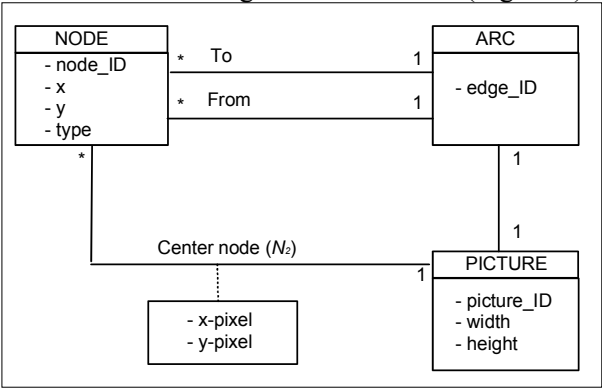 NODE
- node_ID
- x
- y
- type
* To 1
* From 1
ARC
- edge_ID
*
1
1
Center node (N₂)
1
PICTURE
- picture_ID
- width
- height
- x-pixel
- y-pixel